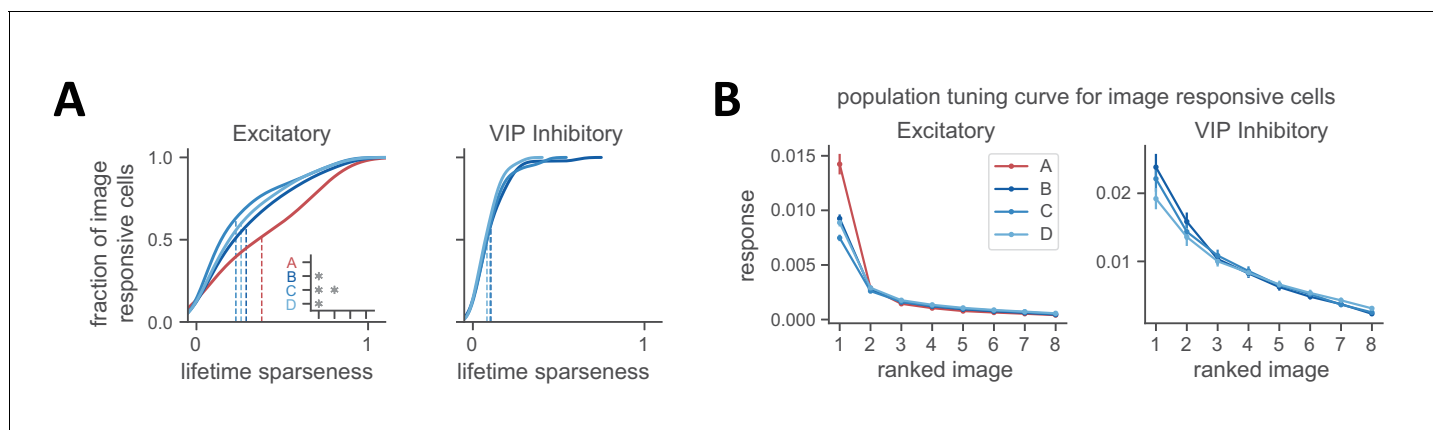 A
Excitatory
VIP Inhibitory
fraction of image
responsive cells
1.0
0.5
0.0
A
B *
C * *
D *
0 1
0 1
lifetime sparseness
lifetime sparseness
B
population tuning curve for image responsive cells
Excitatory
VIP Inhibitory
response
0.015
0.010
0.005
0.000
A
B
C
D
0.02
0.01
1 2 3 4 5 6 7 8
1 2 3 4 5 6 7 8
ranked image
ranked image